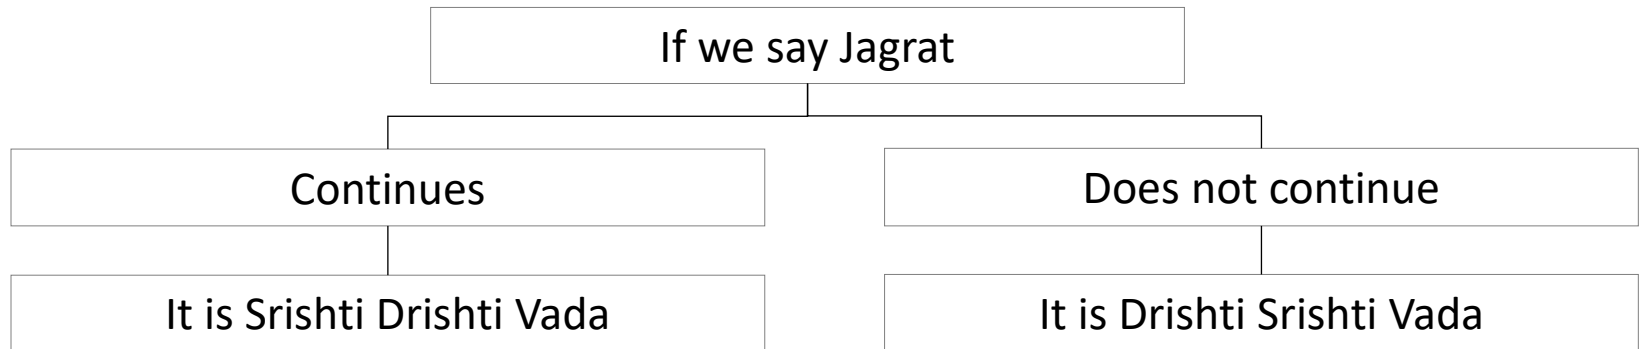 If we say Jagrat
Continues
Does not continue
It is Srishti Drishti Vada
It is Drishti Srishti Vada